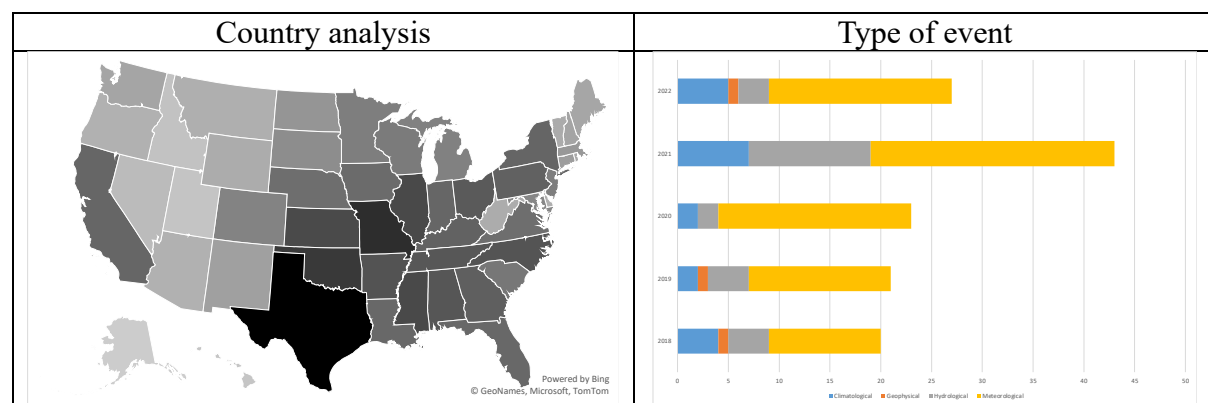 Country analysis
Type of event
2022
2021
2020
2019
2018
0 5 10 15 20 25 30 35 40 45 50
Climatological Geophysical Hydrological Meteorological
Powered by Bing
© GeoNames, Microsoft, TomTom